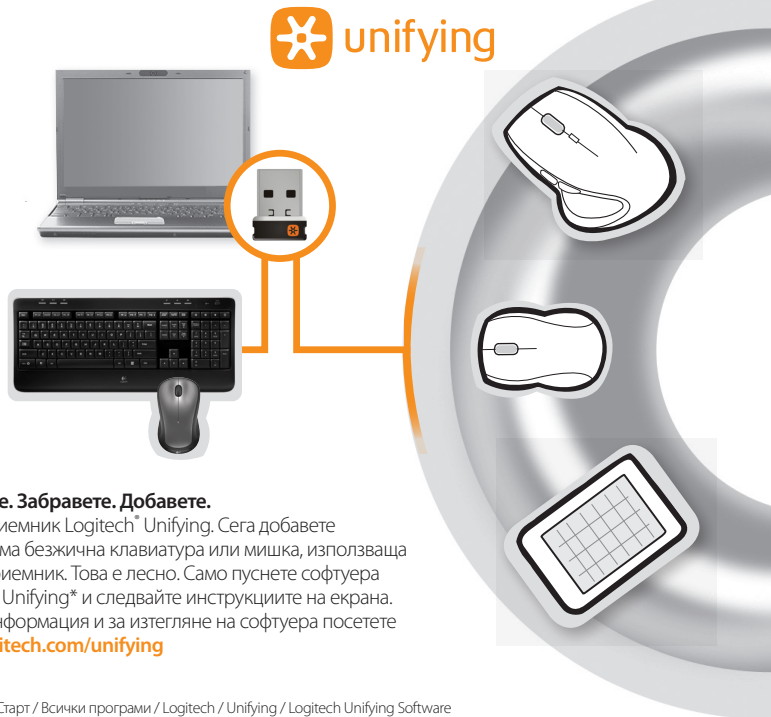 unifying
е. Забравете. Добавете.
иемник Logitech® Unifying. Сега добавете
ма безжична клавиатура или мишка, използваща
риемник. Това е лесно. Само пуснете софтуера
Unifying* и следвайте инструкциите на екрана.
нформация и за изтегляне на софтуера посетете
itech.com/unifying
Старт / Всички програми / Logitech / Unifying / Logitech Unifying Software